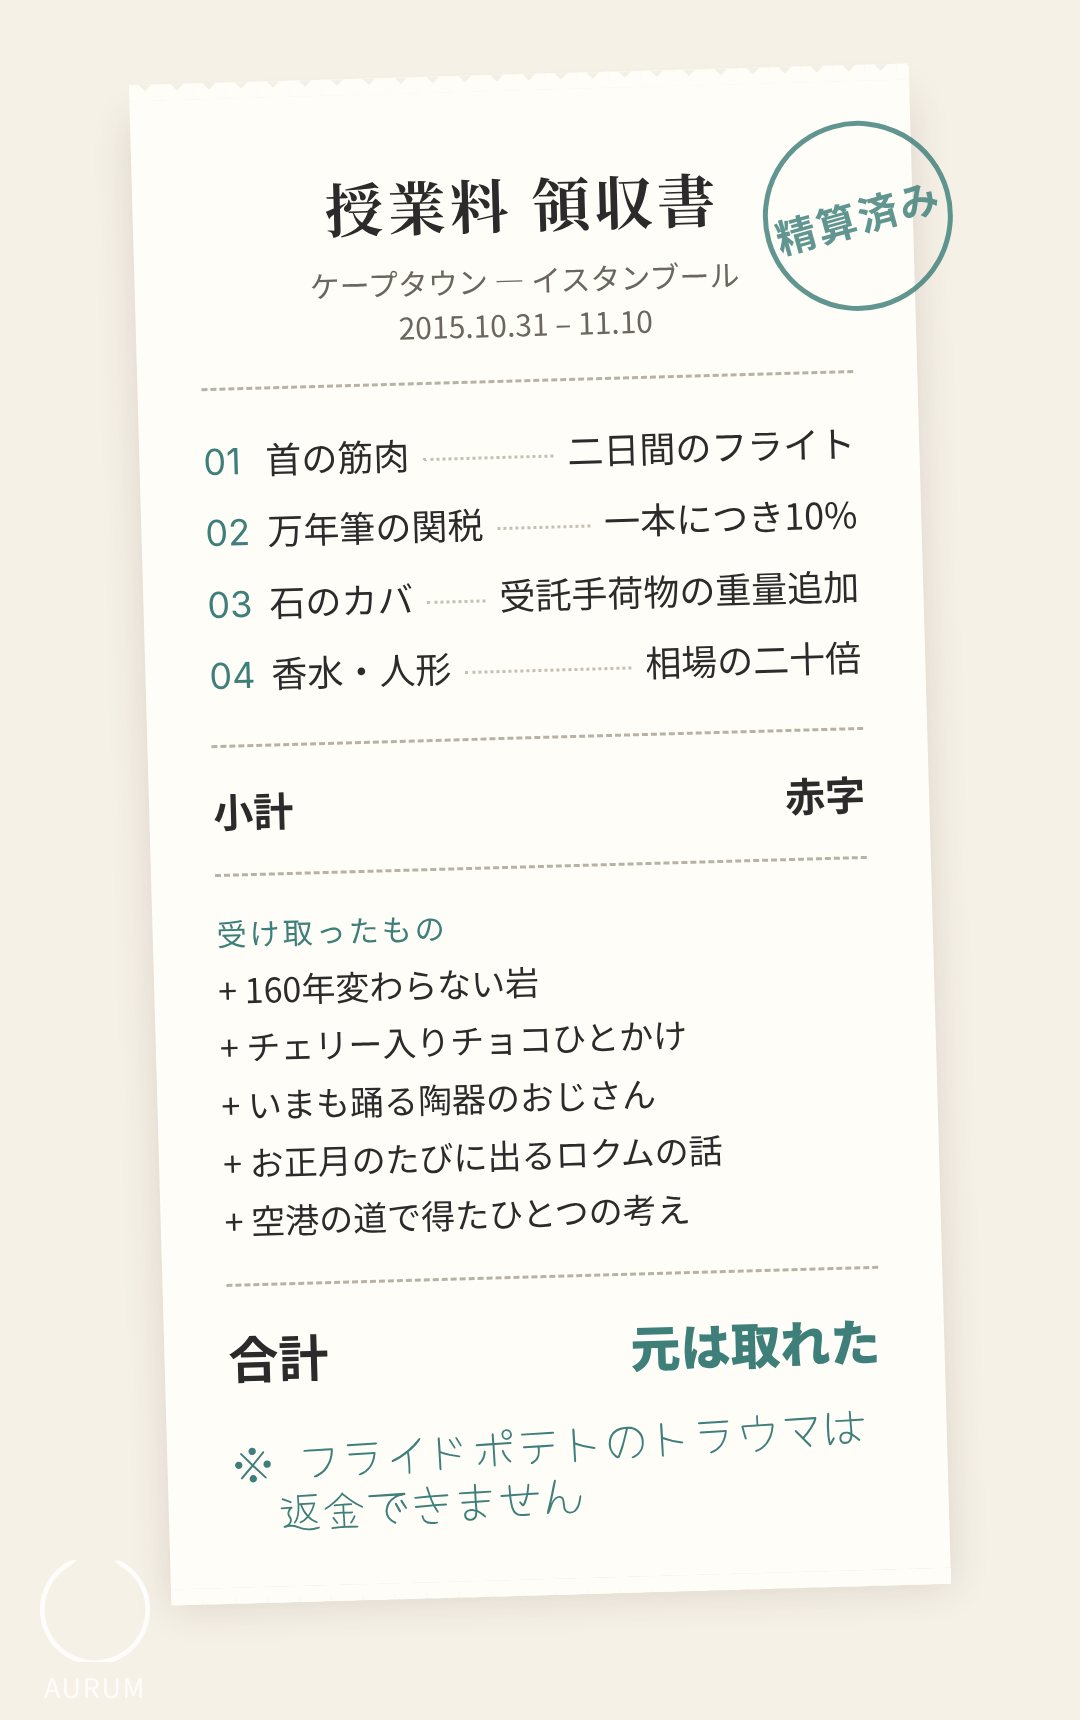 授業料 領収書
精算済み
ケープタウン — イスタンブール
2015.10.31 – 11.10
01 首の筋肉 二日間のフライト
02 万年筆の関税 一本につき10%
03 石のカバ 受託手荷物の重量追加
04 香水・人形 相場の二十倍
小計 赤字
受け取ったもの
+ 160年変わらない岩
+ チェリー入りチョコひとかけ
+ いまも踊る陶器のおじさん
+ お正月のたびに出るロクムの話
+ 空港の道で得たひとつの考え
合計 元は取れた
※ フライドポテトのトラウマは
返金できません
AURUM